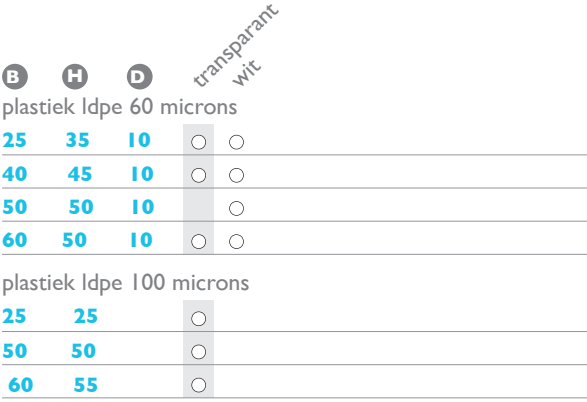 transparant
wit
B H D
plastiek ldpe 60 microns
25 35 10
40 45 10
50 50 10
60 50 10
plastiek ldpe 100 microns
25 25
50 50
60 55